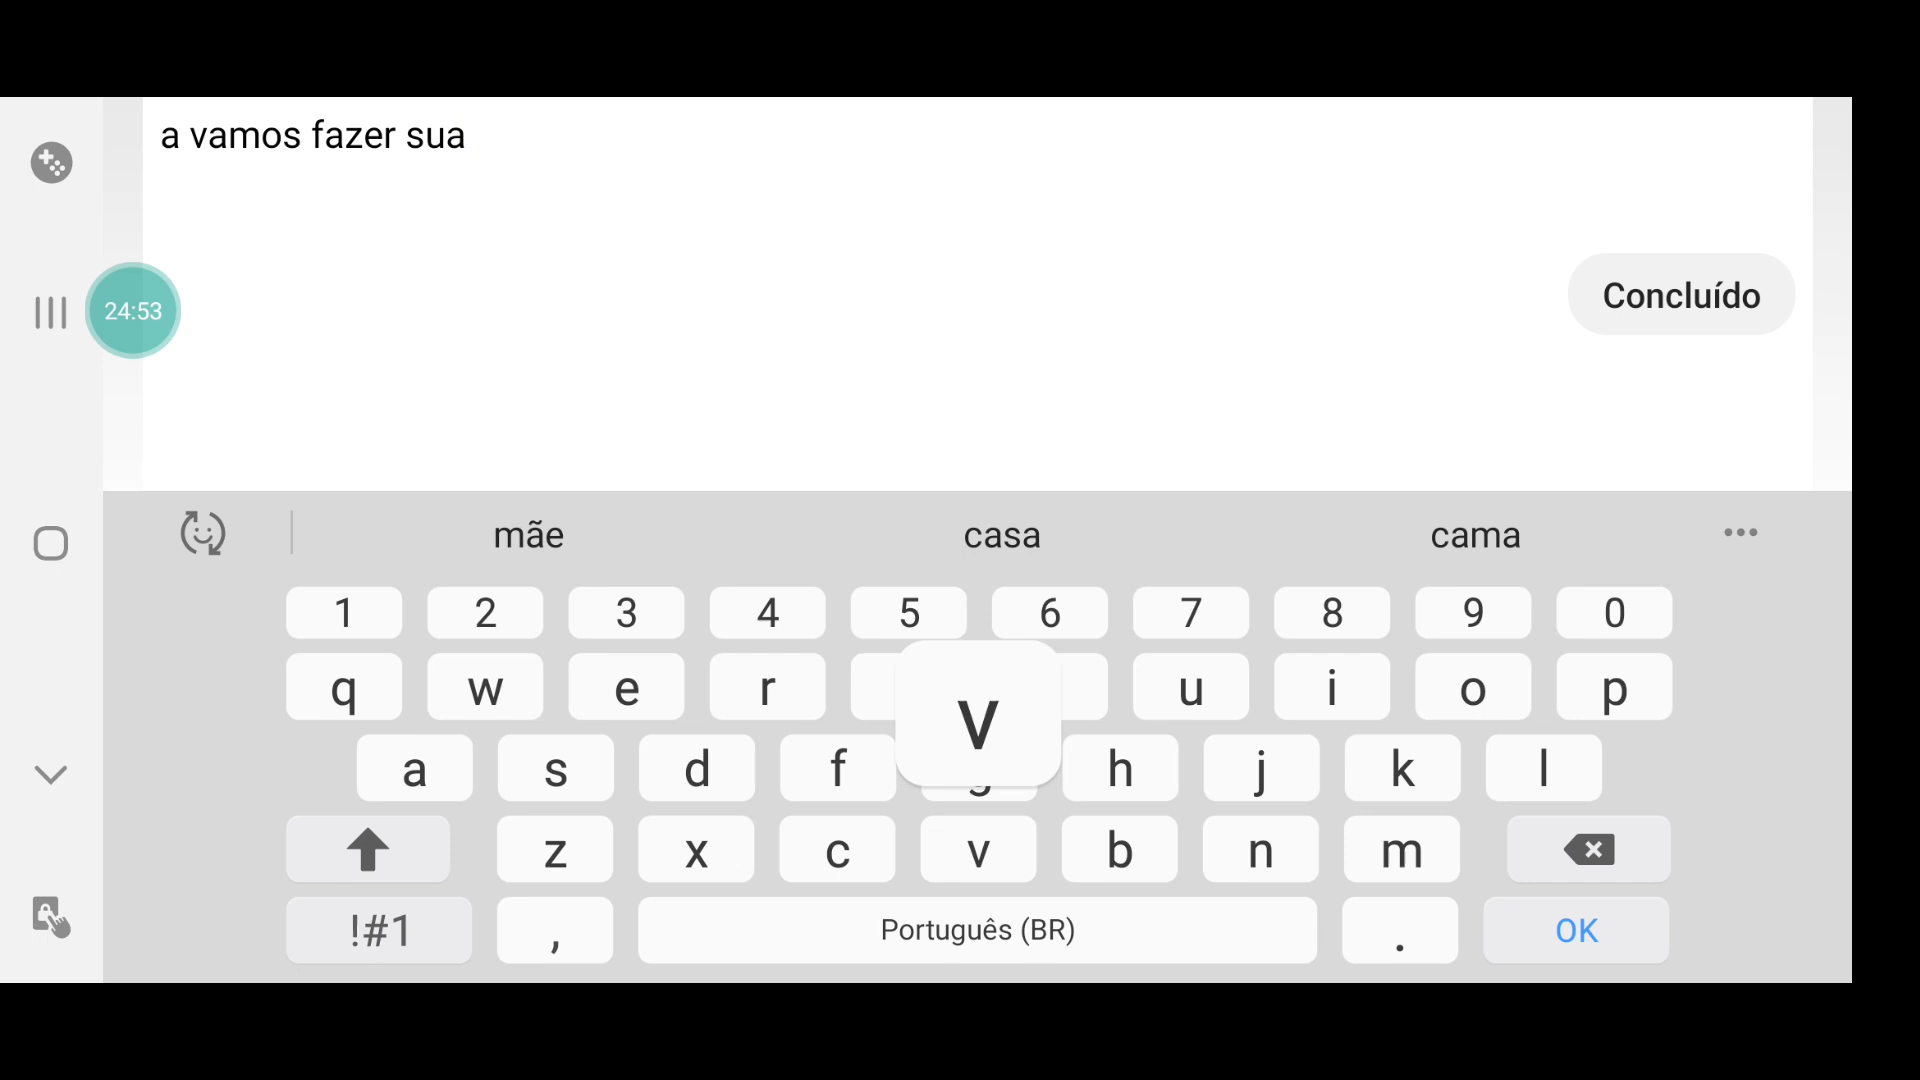 a vamos fazer sua
24:53
Concluído
mãe casa cama
1 2 3 4 5 6 7 8 9 0
q w e r u i o p
v
a s d f g h j k l
z x c v b n m
!#1 , Português (BR) . OK